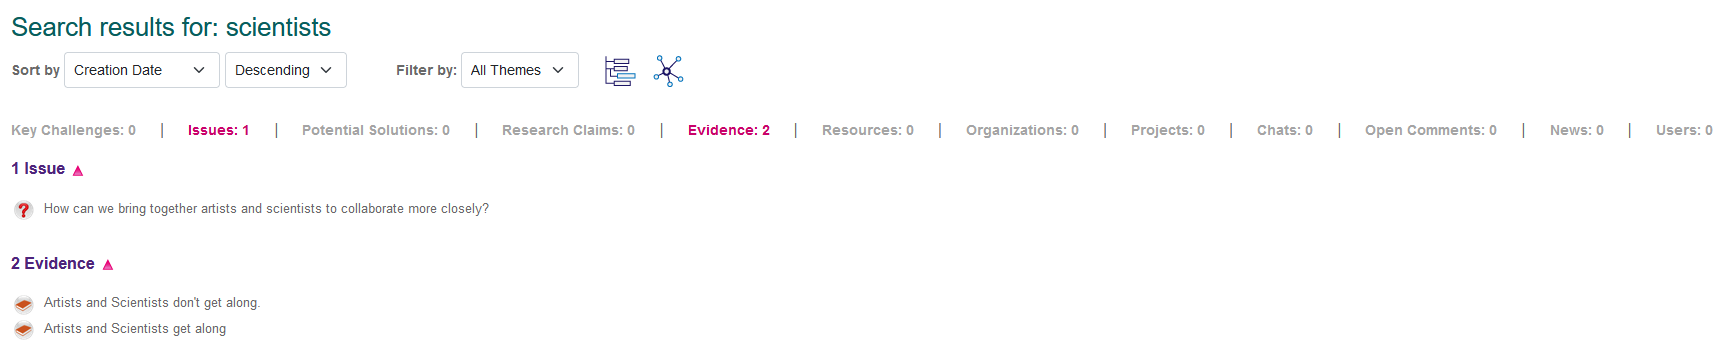 Search results for: scientists
Sort by Creation Date Descending Filter by: All Themes
Key Challenges: 0 | Issues: 1 | Potential Solutions: 0 | Research Claims: 0 | Evidence: 2 | Resources: 0 | Organizations: 0 | Projects: 0 | Chats: 0 | Open Comments: 0 | News: 0 | Users: 0
1 Issue
How can we bring together artists and scientists to collaborate more closely?
2 Evidence
Artists and Scientists don't get along.
Artists and Scientists get along